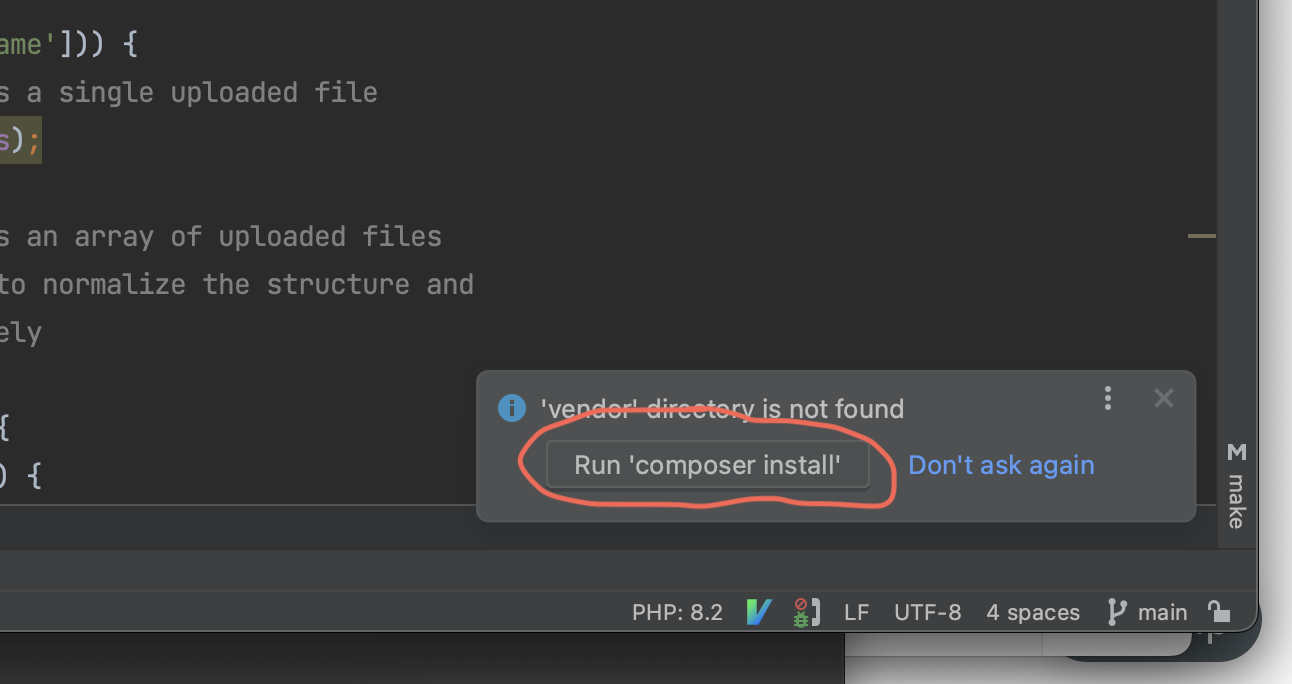 ame'])) {
s a single uploaded file
s);
s an array of uploaded files
to normalize the structure and
ely
{
) {
'vendor' directory is not found
Run 'composer install'
Don't ask again
M make
PHP: 8.2
LF
UTF-8
4 spaces
main